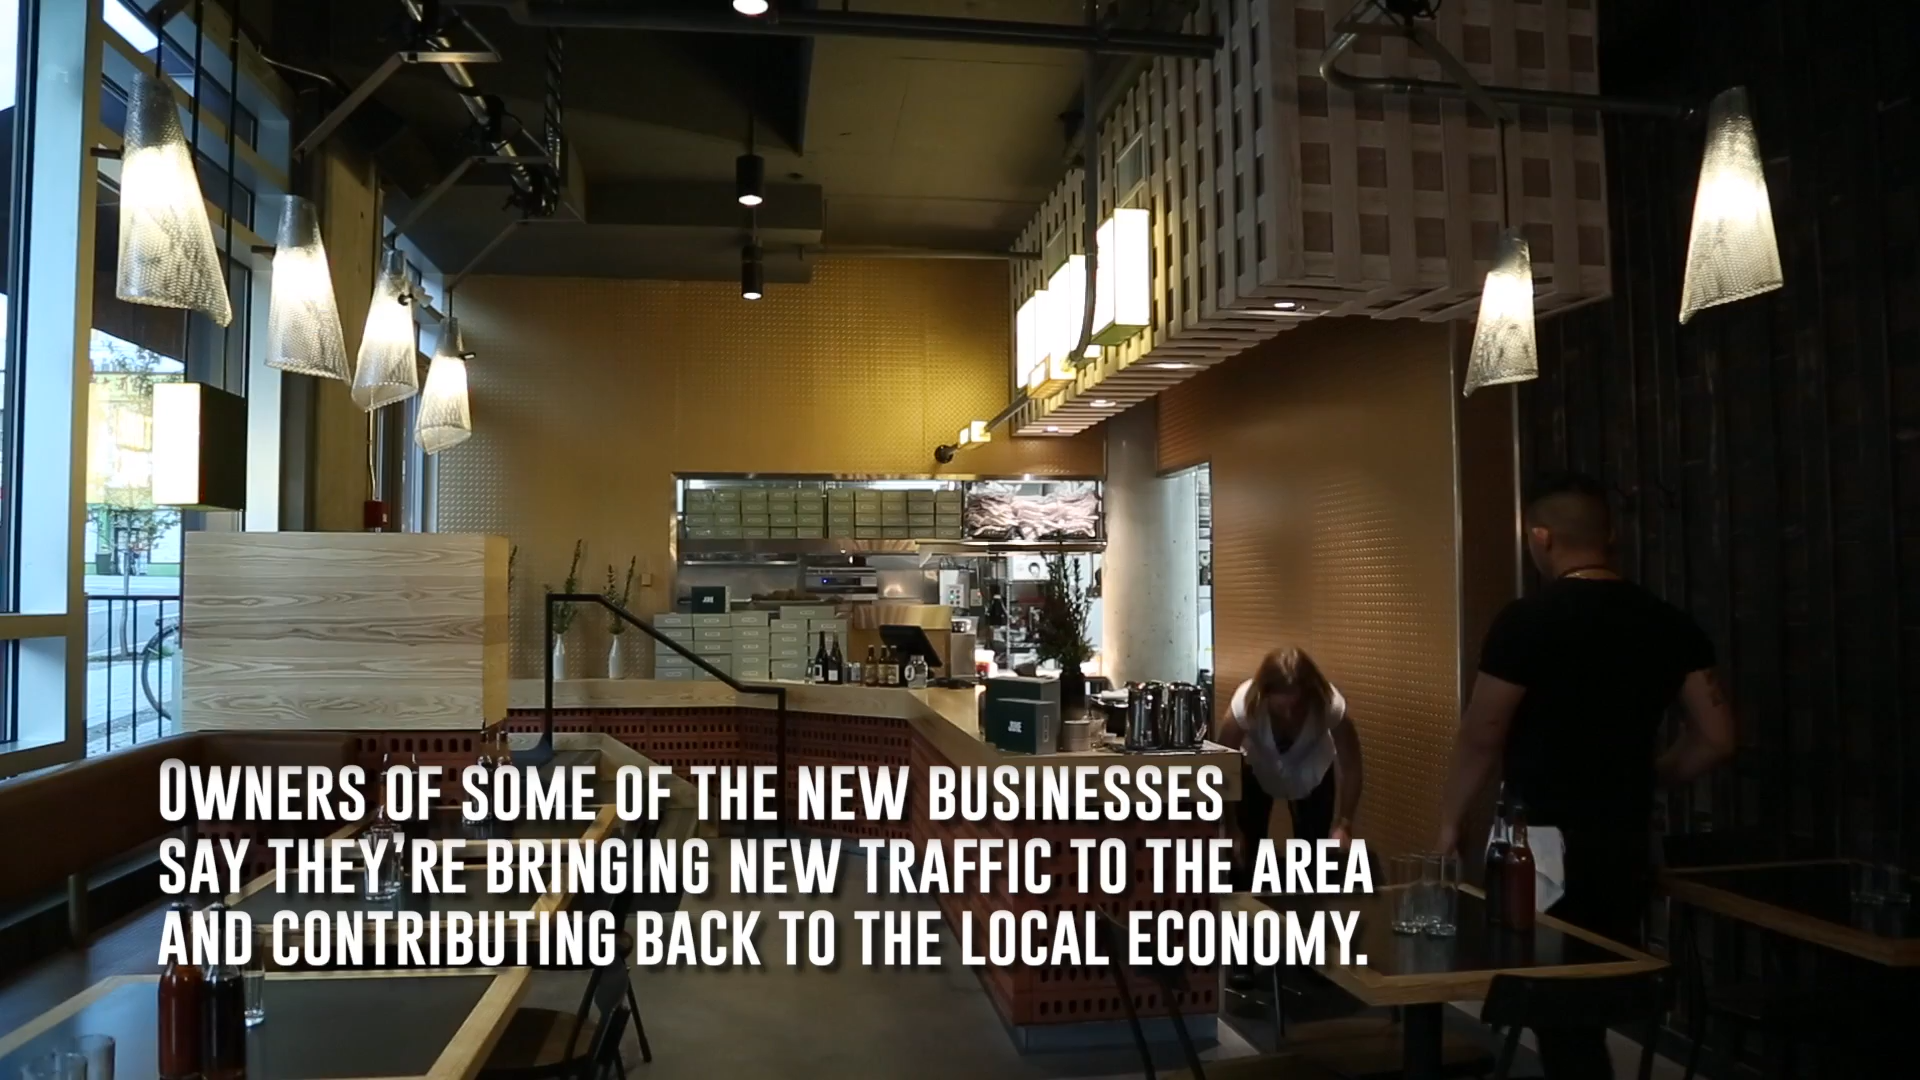 Owners of some of the new businesses
say they're bringing new traffic to the area
and contributing back to the local economy.